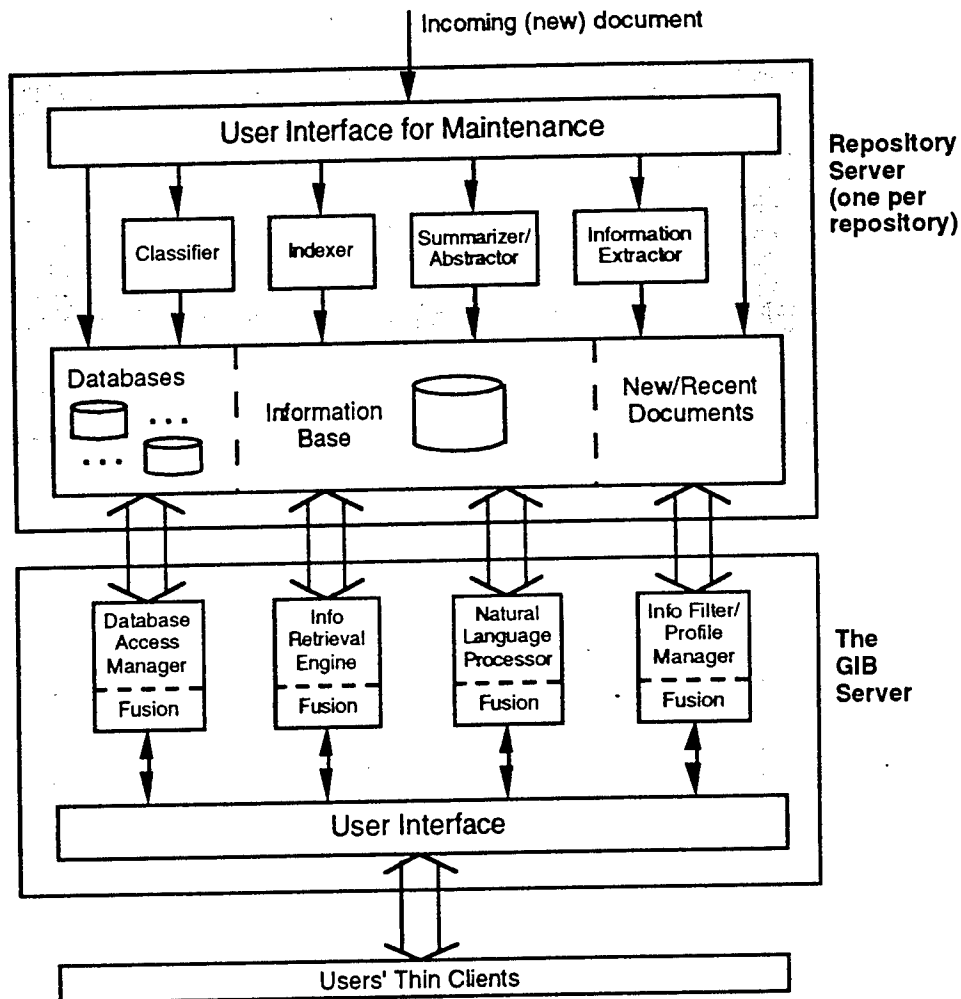 Incoming (new) document
User Interface for Maintenance
Repository
Server
(one per
repository)
Classifier
Indexer
Summarizer/
Abstractor
Information
Extractor
Databases
...
...
Information
Base
New/Recent
Documents
Database
Access
Manager
Fusion
Info
Retrieval
Engine
Fusion
Natural
Language
Processor
Fusion
Info Filter/
Profile
Manager
Fusion
The
GIB
Server
User Interface
Users' Thin Clients